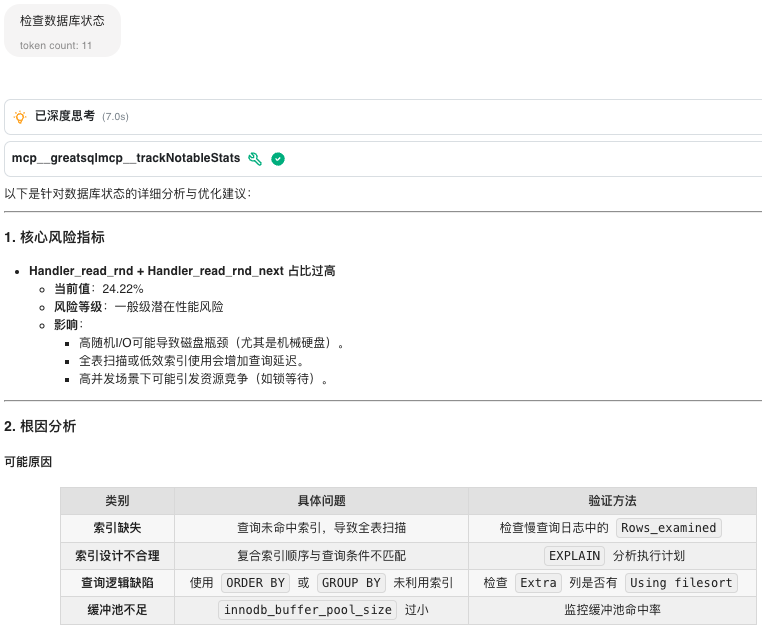 检查数据库状态
token count: 11
已深度思考 (7.0s)
mcp__greatsqlmcp__trackNotableStats
以下是针对数据库状态的详细分析与优化建议：
1. 核心风险指标
Handler_read_rnd + Handler_read_rnd_next 占比过高
当前值：24.22%
风险等级：一般级潜在性能风险
影响：
高随机I/O可能导致磁盘瓶颈（尤其是机械硬盘）。
全表扫描或低效索引使用会增加查询延迟。
高并发场景下可能引发资源竞争（如锁等待）。
2. 根因分析
可能原因
类别 具体问题 验证方法
索引缺失 查询未命中索引，导致全表扫描 检查慢查询日志中的 Rows_examined
索引设计不合理 复合索引顺序与查询条件不匹配 EXPLAIN 分析执行计划
查询逻辑缺陷 使用 ORDER BY 或 GROUP BY 未利用索引 检查 Extra 列是否有 Using filesort
缓冲池不足 innodb_buffer_pool_size 过小 监控缓冲池命中率